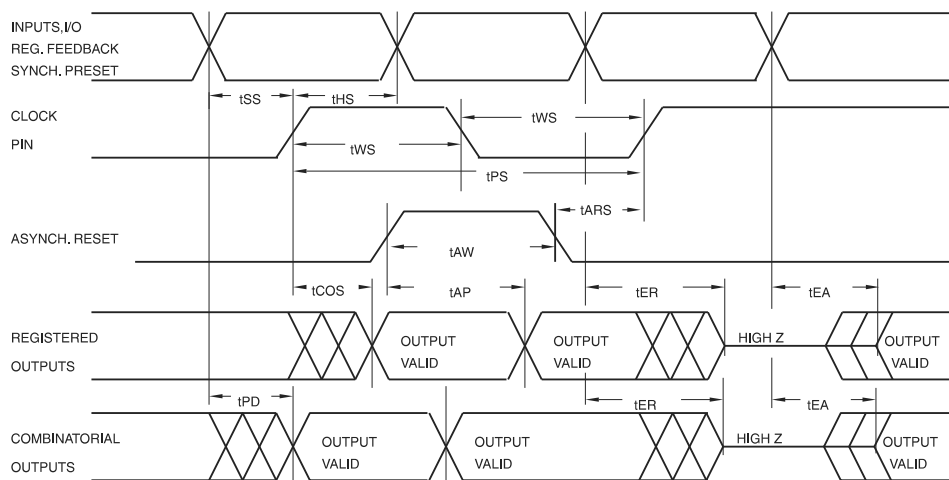 INPUTS,I/O
REG. FEEDBACK
SYNCH. PRESET
tSS
tHS
CLOCK
PIN
tWS
tWS
tPS
tARS
ASYNCH. RESET
tAW
tCOS
tAP
tER
tEA
REGISTERED
OUTPUTS
OUTPUT
VALID
OUTPUT
VALID
HIGH Z
OUTPUT
VALID
tPD
tER
tEA
COMBINATORIAL
OUTPUTS
OUTPUT
VALID
OUTPUT
VALID
HIGH Z
OUTPUT
VALID